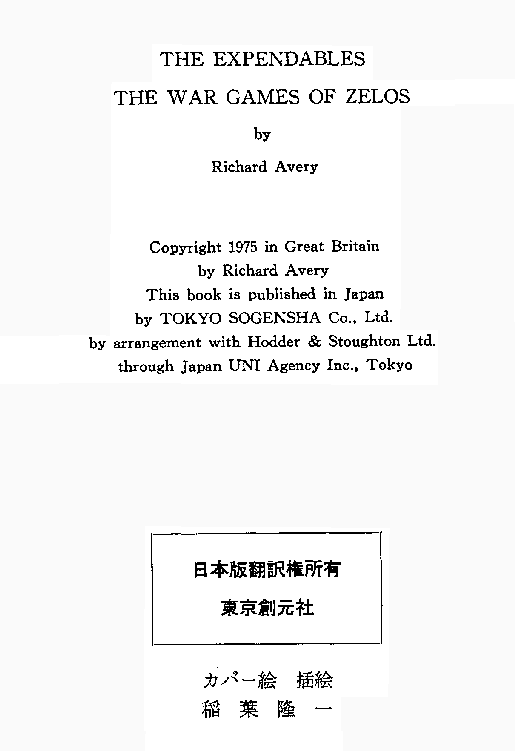 THE EXPENDABLES
THE WAR GAMES OF ZELOS
by
Richard Avery
Copyright 1975 in Great Britain
by Richard Avery
This book is published in Japan
by TOKYO SOGENSHA Co., Ltd.
by arrangement with Hodder & Stoughton Ltd.
through Japan UNI Agency Inc., Tokyo
日本版翻訳権所有
東京創元社
カバー絵　挿絵
稲葉隆一